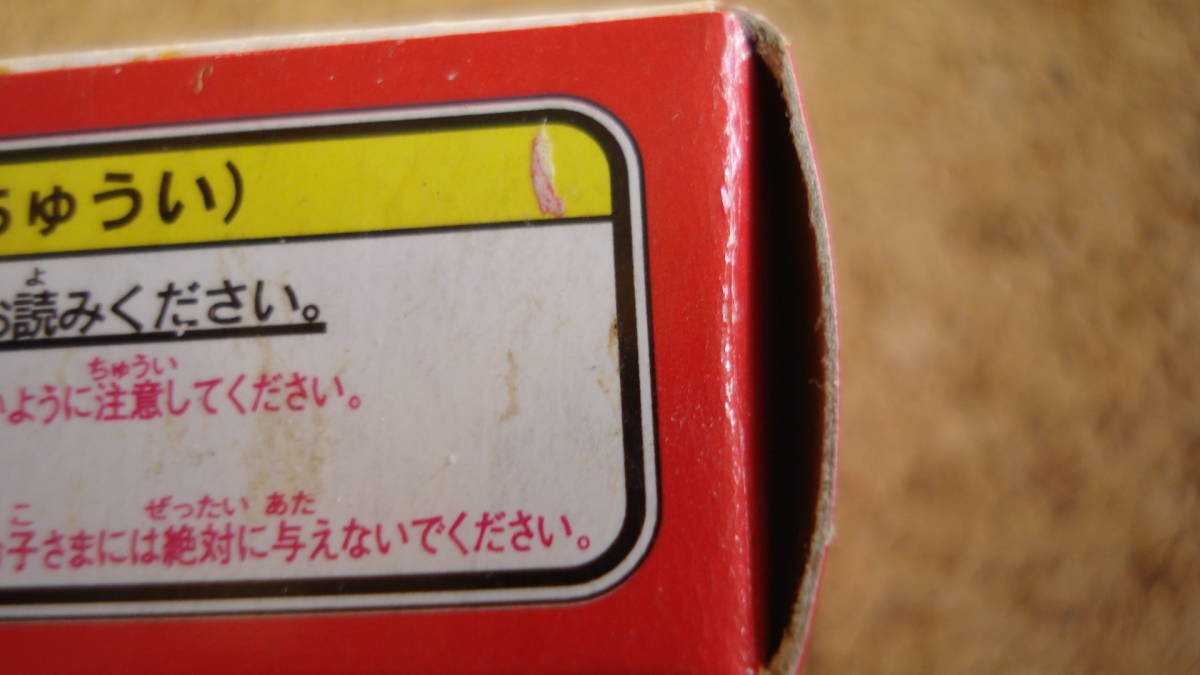 ちゅうい)
よ
お読みください。
ちゅうい
ように注意してください。
こ ぜったい あた
子さまには絶対に与えないでください。